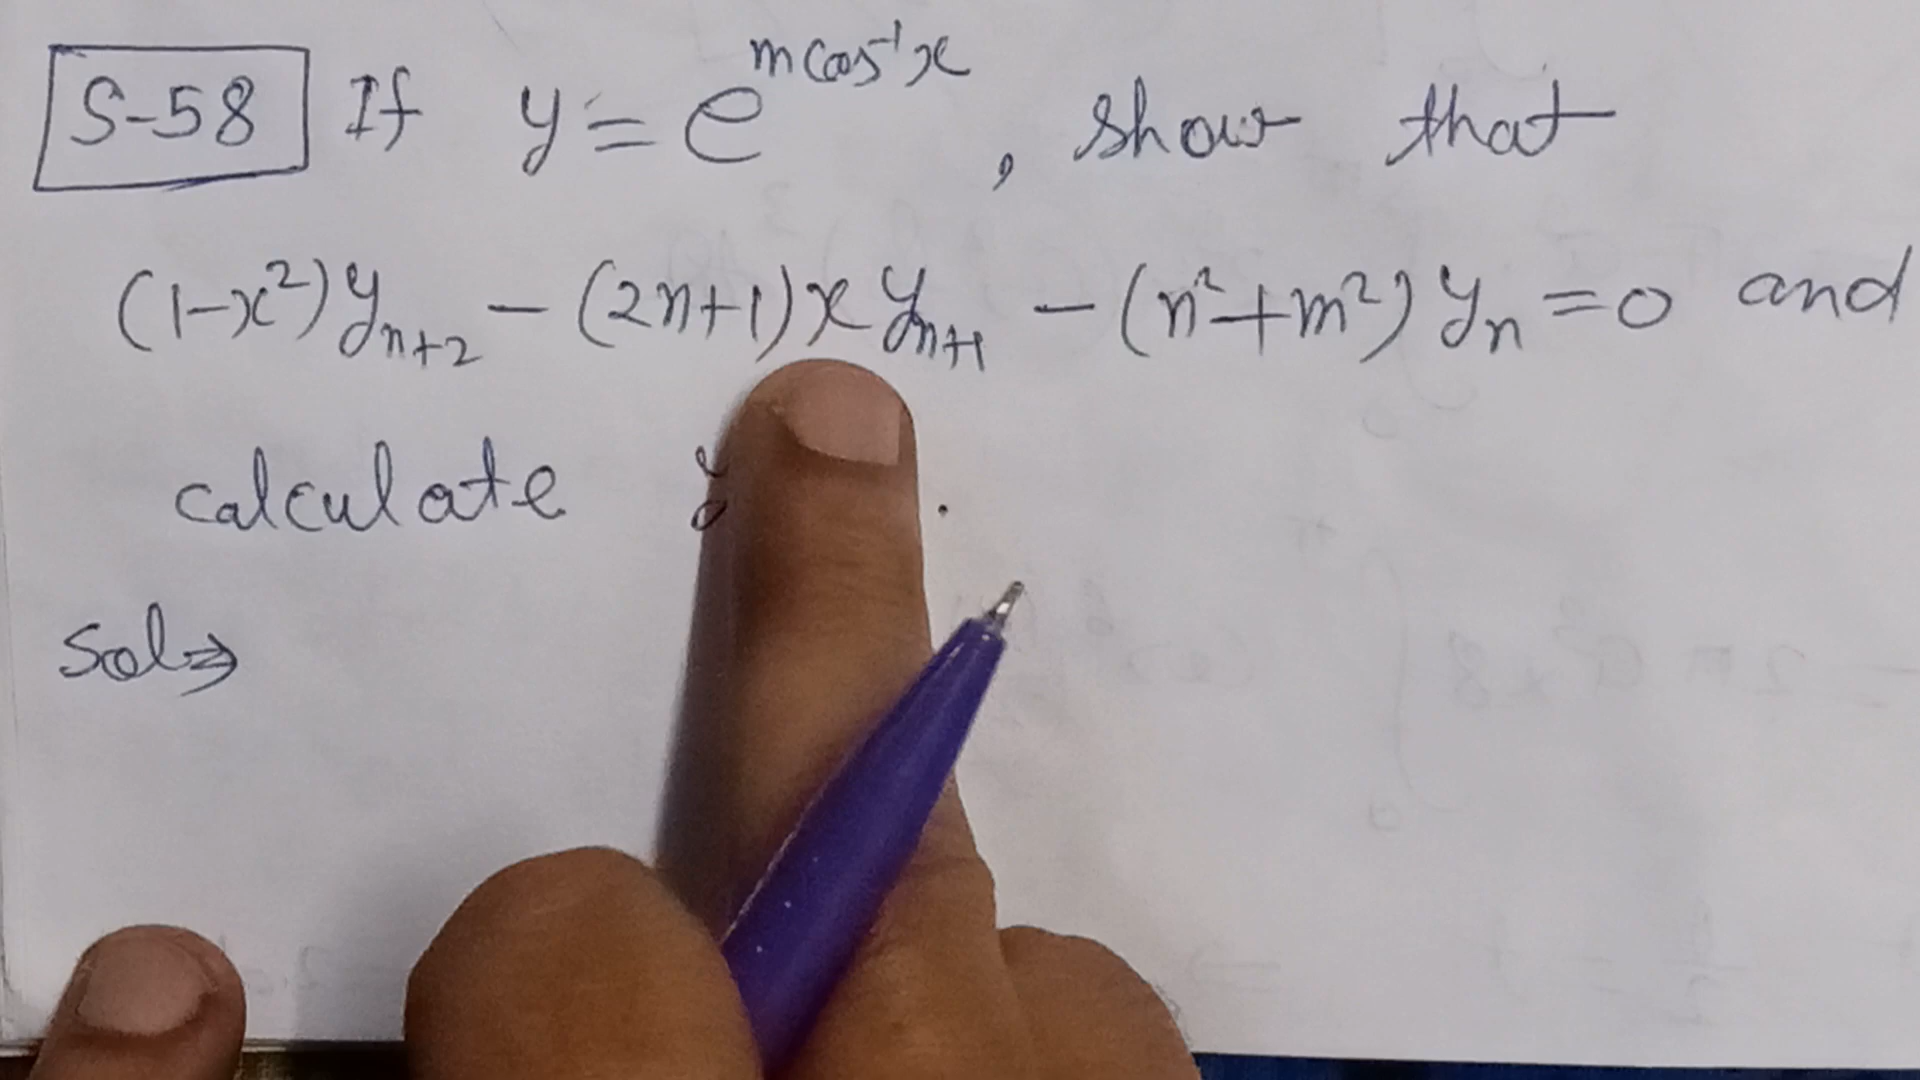 S-58 If y = e^{m cos⁻¹x}, show that
(1-x²)y_{n+2} - (2n+1)xy_{n+1} - (n²+m²)y_n = 0 and
calculate .
Sol⇒